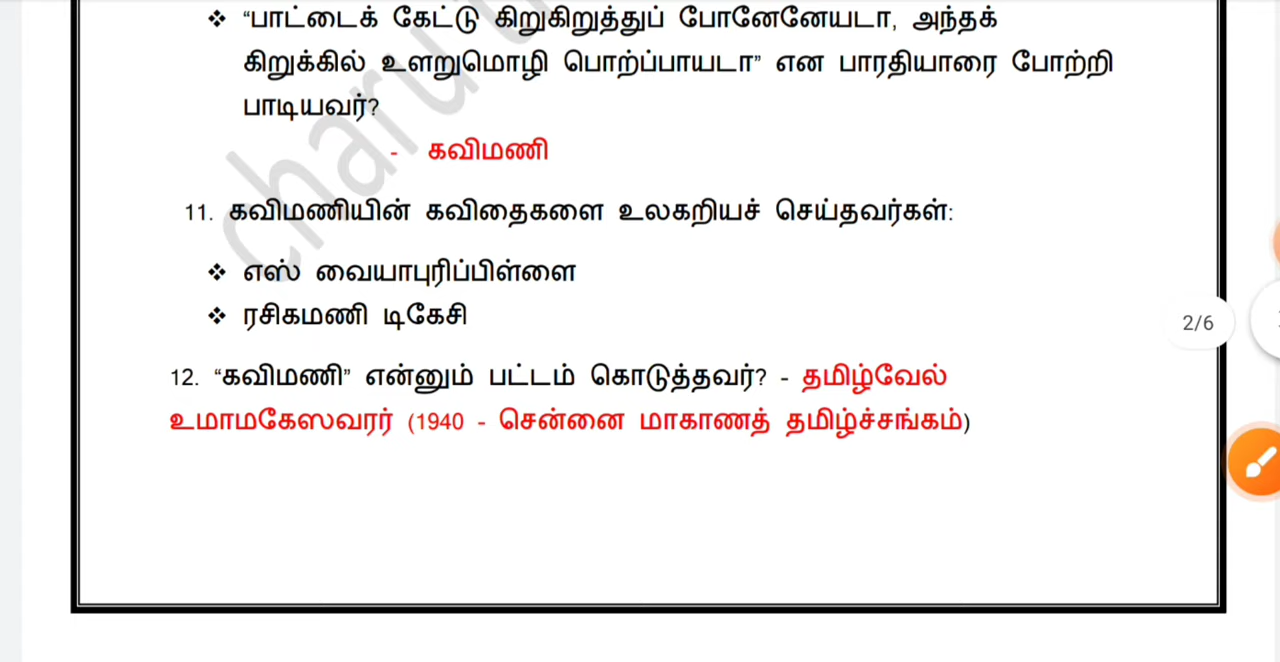 ❖ “பாட்டைக் கேட்டு கிறுகிறுத்துப் போனேனேயடா, அந்தக்
கிறுக்கில் உளறுமொழி பொற்ப்பாயடா” என பாரதியாரை போற்றி
பாடியவர்?
- கவிமணி
11. கவிமணியின் கவிதைகளை உலகறியச் செய்தவர்கள்:
❖ எஸ் வையாபுரிப்பிள்ளை
❖ ரசிகமணி டிகேசி
2/6
12. “கவிமணி” என்னும் பட்டம் கொடுத்தவர்? - தமிழ்வேல்
உமாமகேஸவரர் (1940 - சென்னை மாகாணத் தமிழ்ச்சங்கம்)
charu